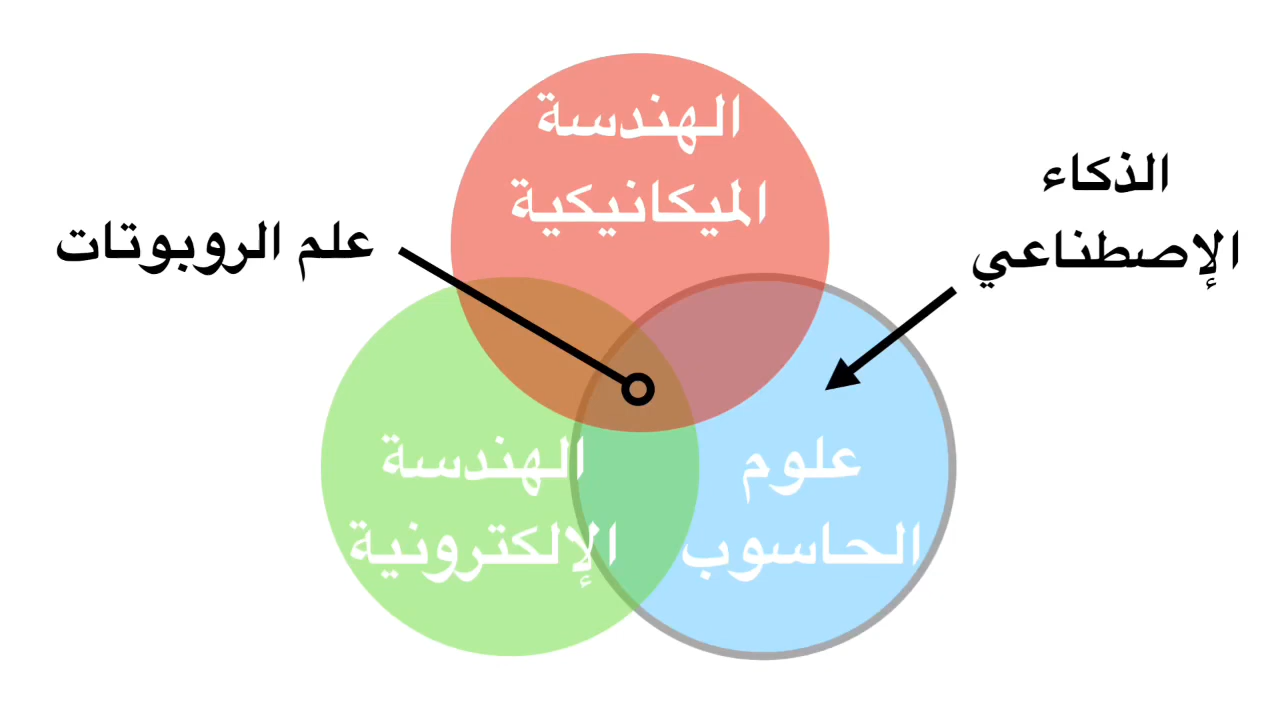 الهندسة
الميكانيكية
الذكاء
الإصطناعي
علم الروبوتات
علوم
الحاسوب
الهندسة
الإلكترونية